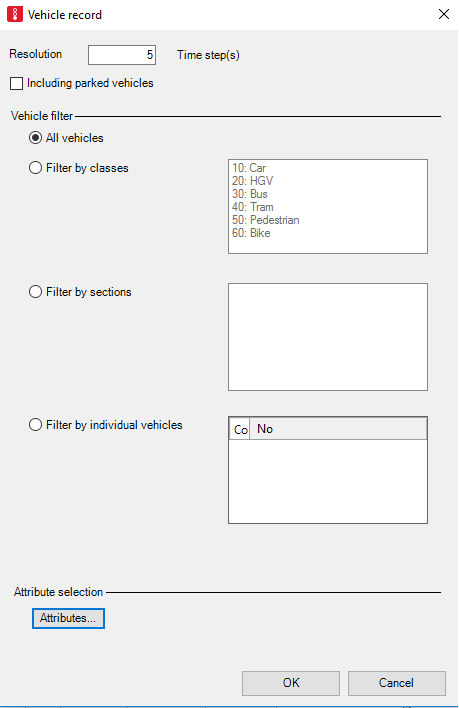 Vehicle record
Resolution 5 Time step(s)
Including parked vehicles
Vehicle filter
All vehicles
Filter by classes
10: Car
20: HGV
30: Bus
40: Tram
50: Pedestrian
60: Bike
Filter by sections
Filter by individual vehicles
Co No
Attribute selection
Attributes...
OK Cancel